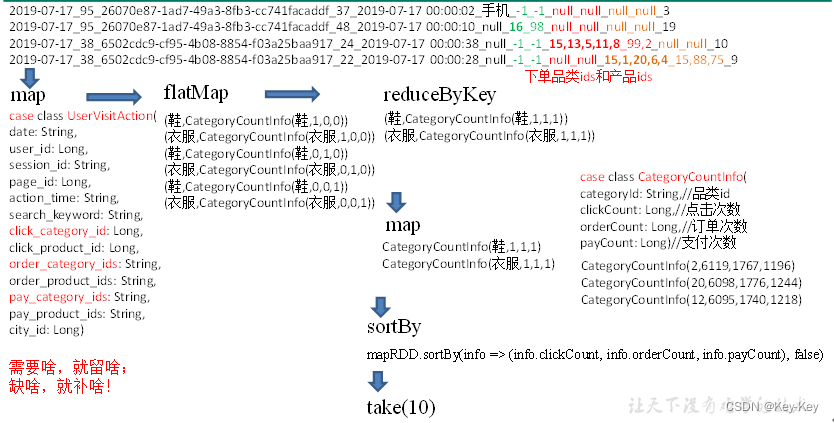 2019-07-17_95_26070e87-1ad7-49a3-8fb3-cc741facaddf_37_2019-07-17 00:00:02_手机_-1_-1_null_null_null_null_3
2019-07-17_95_26070e87-1ad7-49a3-8fb3-cc741facaddf_48_2019-07-17 00:00:10_null_16_98_null_null_null_null_19
2019-07-17_38_6502cdc9-cf95-4b08-8854-f03a25baa917_24_2019-07-17 00:00:38_null_-1_-1_15,13,5,11,8_99,2_null_null_10
2019-07-17_38_6502cdc9-cf95-4b08-8854-f03a25baa917_22_2019-07-17 00:00:28_null_-1_-1_null_null_15,1,20,6,4_15,88,75_9
下单品类ids和产品ids
map
case class UserVisitAction(
date: String,
user_id: Long,
session_id: String,
page_id: Long,
action_time: String,
search_keyword: String,
click_category_id: Long,
click_product_id: Long,
order_category_ids: String,
order_product_ids: String,
pay_category_ids: String,
pay_product_ids: String,
city_id: Long)
需要啥，就留啥；
缺啥，就补啥！
flatMap
(鞋,CategoryCountInfo(鞋,1,0,0))
(衣服,CategoryCountInfo(衣服,1,0,0))
(鞋,CategoryCountInfo(鞋,0,1,0))
(衣服,CategoryCountInfo(衣服,0,1,0))
(鞋,CategoryCountInfo(鞋,0,0,1))
(衣服,CategoryCountInfo(衣服,0,0,1))
reduceByKey
(鞋,CategoryCountInfo(鞋,1,1,1))
(衣服,CategoryCountInfo(衣服,1,1,1))
map
CategoryCountInfo(鞋,1,1,1)
CategoryCountInfo(衣服,1,1,1)
case class CategoryCountInfo(
categoryId: String,//品类id
clickCount: Long,//点击次数
orderCount: Long,//订单次数
payCount: Long)//支付次数
CategoryCountInfo(2,6119,1767,1196)
CategoryCountInfo(20,6098,1776,1244)
CategoryCountInfo(12,6095,1740,1218)
sortBy
mapRDD.sortBy(info => (info.clickCount, info.orderCount, info.payCount), false)
take(10)
让天下没有
CSDN @Key-Key